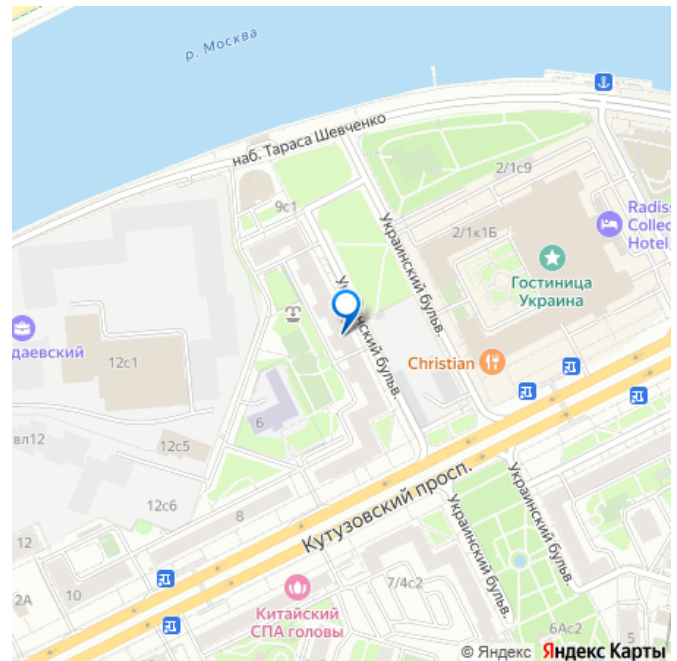 р. Москва
наб. Тараса Шевченко
2/1с9
9с1
Украинский бульв.
2/1к1Б
Radis
Collec
Hotel
Гостиница
Украина
Christian
даевский
12с1
6
вл12
12с5
12с6
Кутузовский просп.
8
12
10
2А
Украинский бульв.
Украинский бульв.
7/4с2
Китайский
СПА головы
6Ас2
5
© Яндекс Яндекс Карты